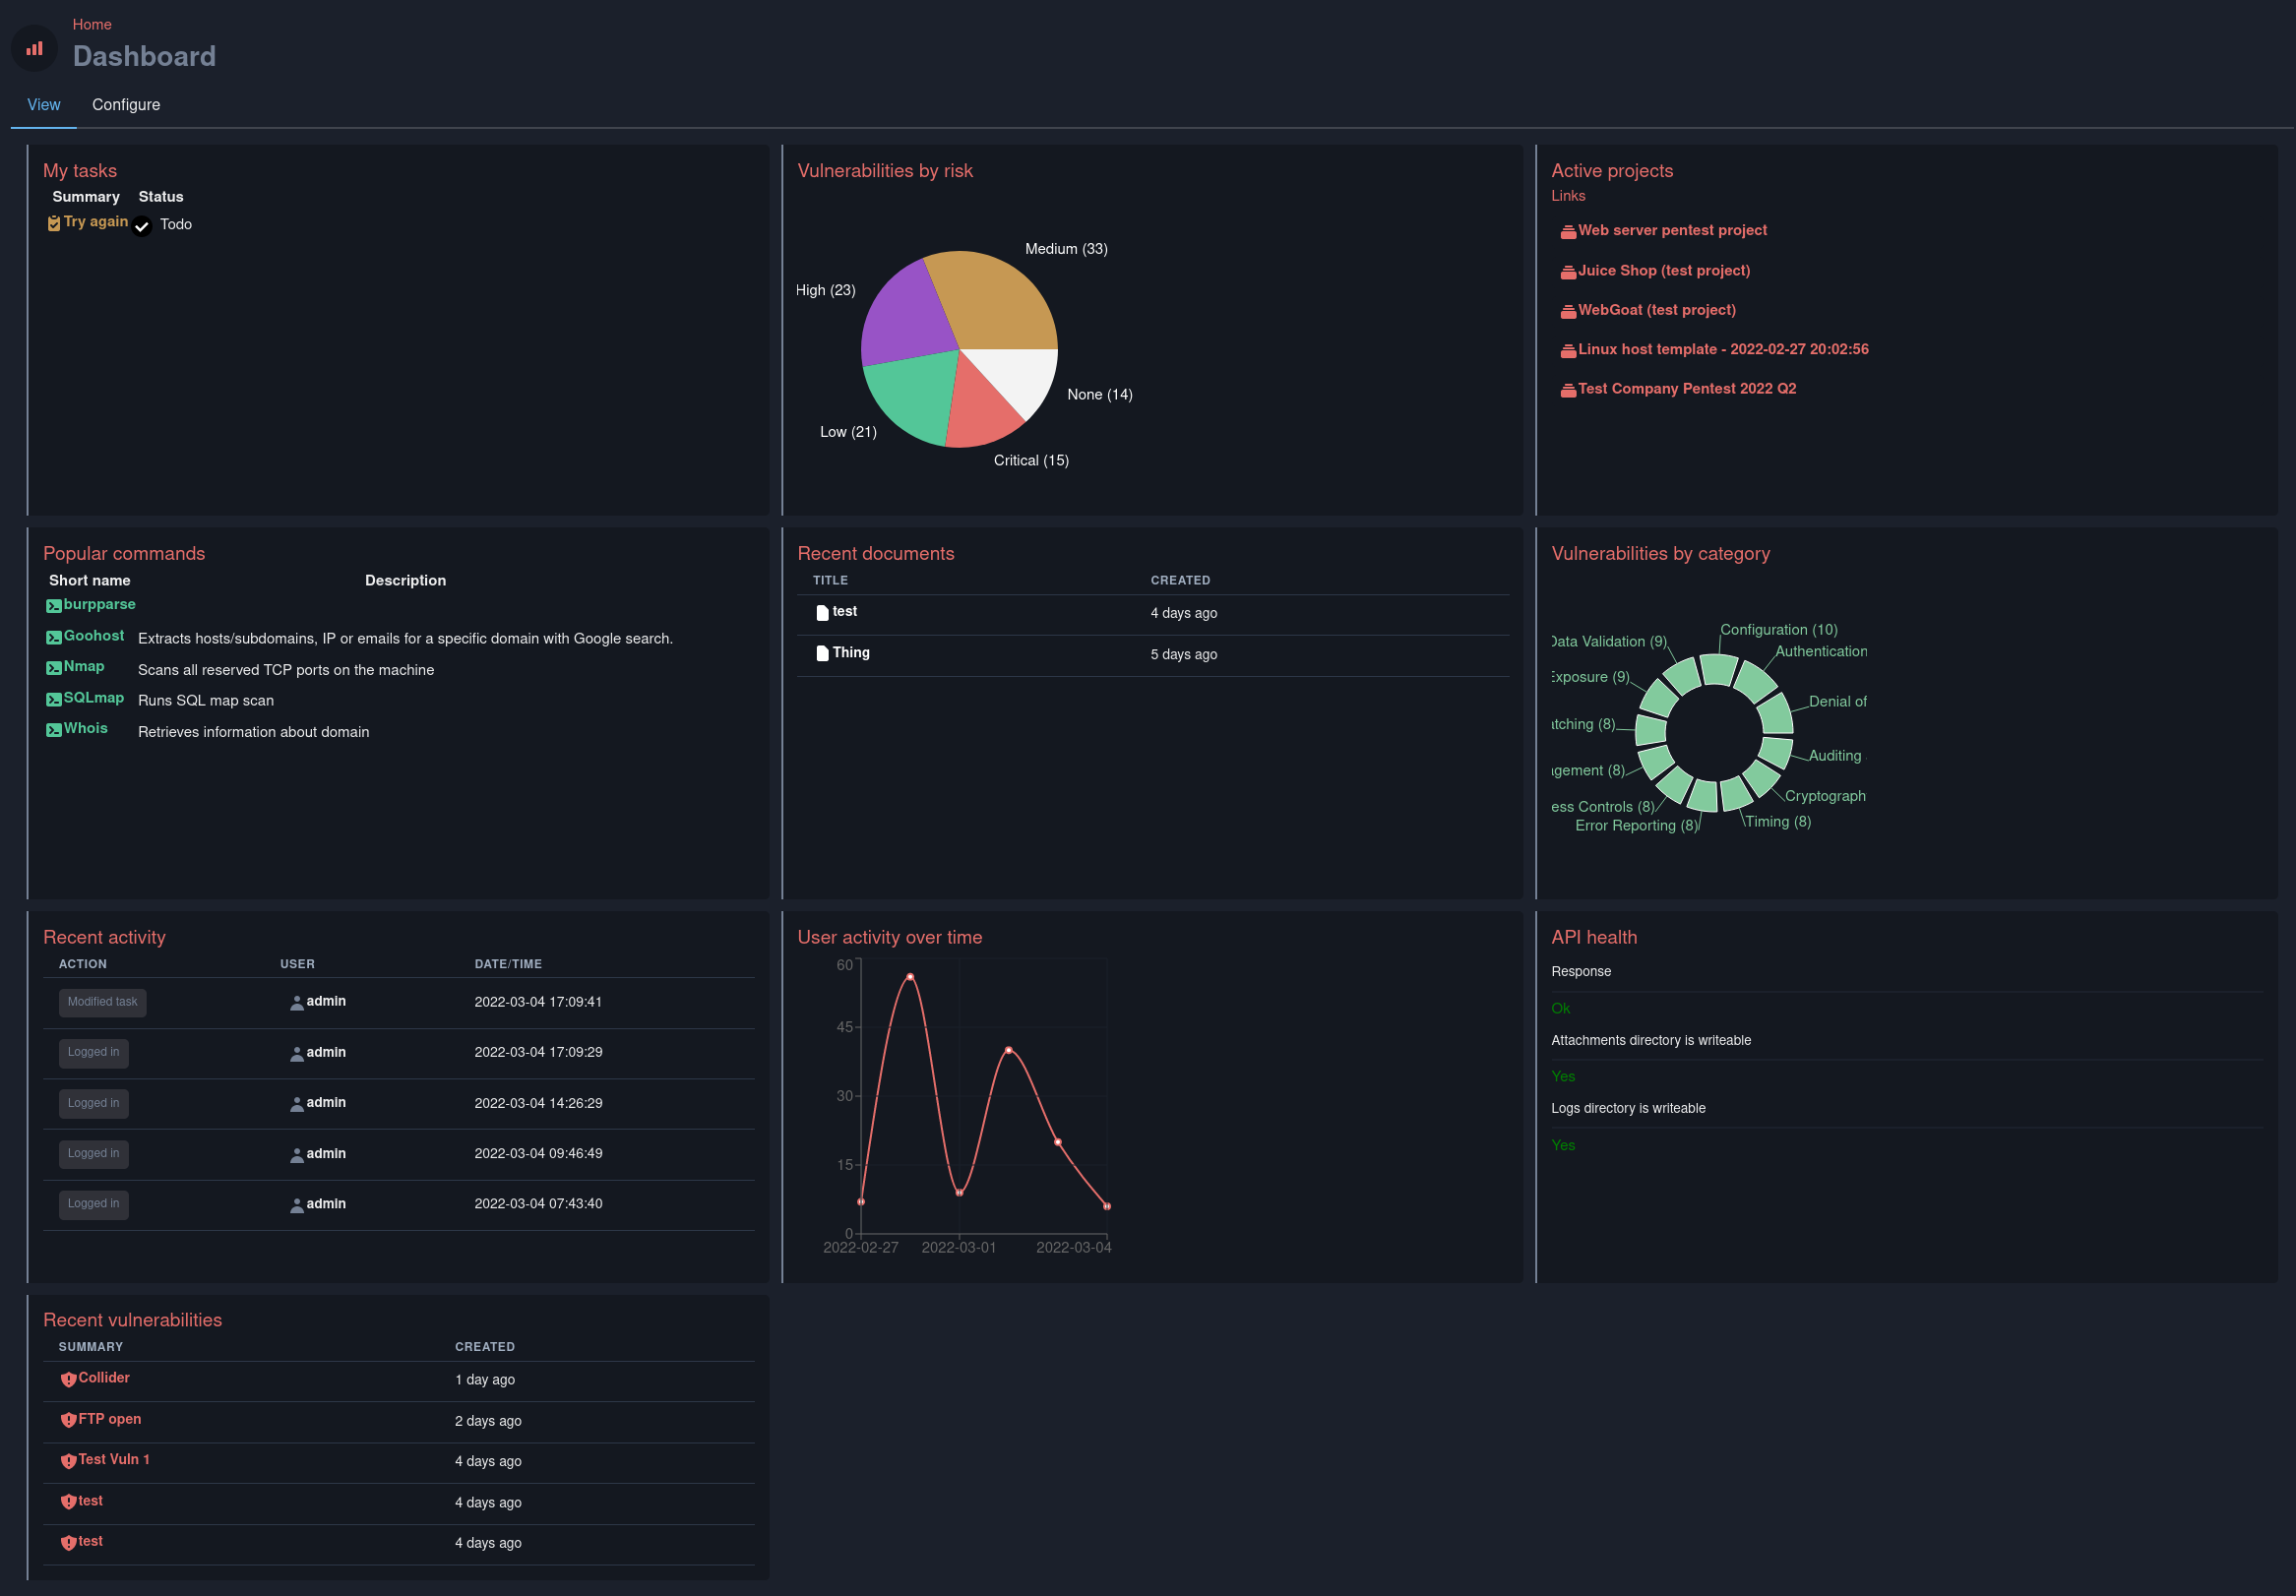 Home
Dashboard
View Configure
My tasks
Summary Status
Try again Todo
Vulnerabilities by risk
Medium (33)
High (23)
None (14)
Low (21)
Critical (15)
Active projects
Links
Web server pentest project
Juice Shop (test project)
WebGoat (test project)
Linux host template - 2022-02-27 20:02:56
Test Company Pentest 2022 Q2
Popular commands
Short name Description
burpparse
Goohost Extracts hosts/subdomains, IP or emails for a specific domain with Google search.
Nmap Scans all reserved TCP ports on the machine
SQLmap Runs SQL map scan
Whois Retrieves information about domain
Recent documents
TITLE CREATED
test 4 days ago
Thing 5 days ago
Vulnerabilities by category
Configuration (10)
Data Validation (9)
Authentication
Exposure (9)
Denial of
tching (8)
Auditing
gement (8)
Cryptograph
ess Controls (8)
Timing (8)
Error Reporting (8)
Recent activity
ACTION USER DATE/TIME
Modified task admin 2022-03-04 17:09:41
Logged in admin 2022-03-04 17:09:29
Logged in admin 2022-03-04 14:26:29
Logged in admin 2022-03-04 09:46:49
Logged in admin 2022-03-04 07:43:40
User activity over time
60
45
30
15
0
2022-02-27 2022-03-01 2022-03-04
API health
Response
Ok
Attachments directory is writeable
Yes
Logs directory is writeable
Yes
Recent vulnerabilities
SUMMARY CREATED
Collider 1 day ago
FTP open 2 days ago
Test Vuln 1 4 days ago
test 4 days ago
test 4 days ago